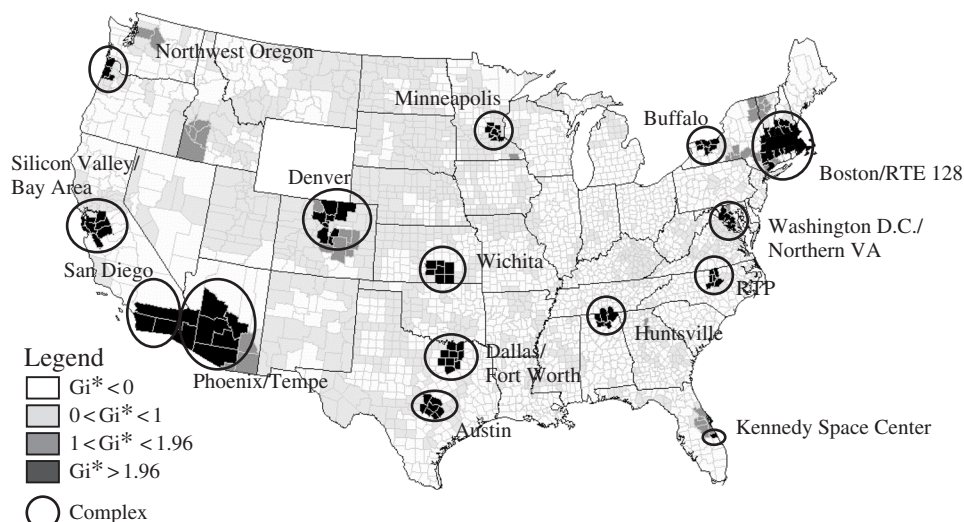 Northwest Oregon
Minneapolis
Buffalo
Boston/RTE 128
Silicon Valley/
Bay Area
Denver
Washington D.C./
Northern VA
San Diego
Wichita
RTP
Huntsville
Phoenix/Tempe
Dallas/
Fort Worth
Austin
Kennedy Space Center
Legend
Gi*<0
0<Gi*<1
1<Gi*<1.96
Gi*>1.96
Complex